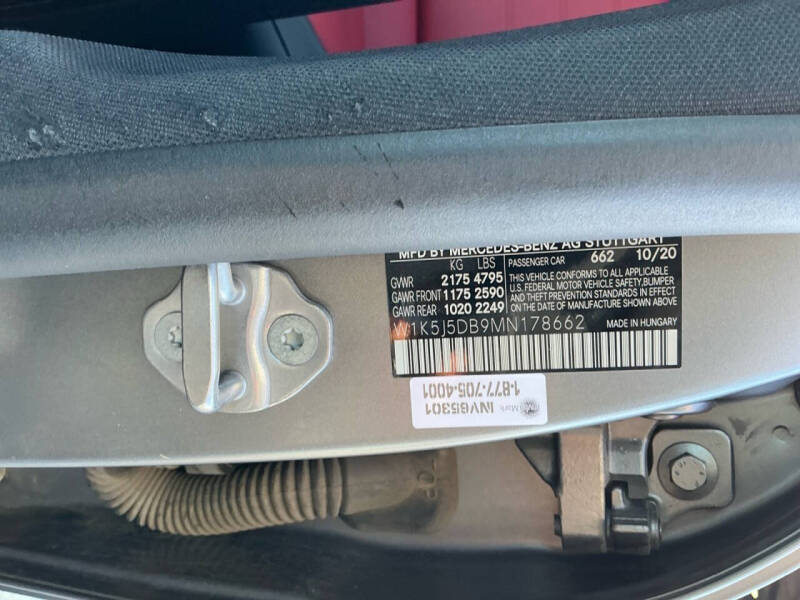 MFD BY MERCEDES-BENZ AG STUTTGART
KG LBS PASSENGER CAR 662 10/20
GVWR 2175 4795
GAWR FRONT 1175 2590
GAWR REAR 1020 2249
THIS VEHICLE CONFORMS TO ALL APPLICABLE
U.S. FEDERAL MOTOR VEHICLE SAFETY, BUMPER
AND THEFT PREVENTION STANDARDS IN EFFECT
ON THE DATE OF MANUFACTURE SHOWN ABOVE
W1K5J5DB9MN178662 MADE IN HUNGARY
INV65301
1-877-705-4001
TOP